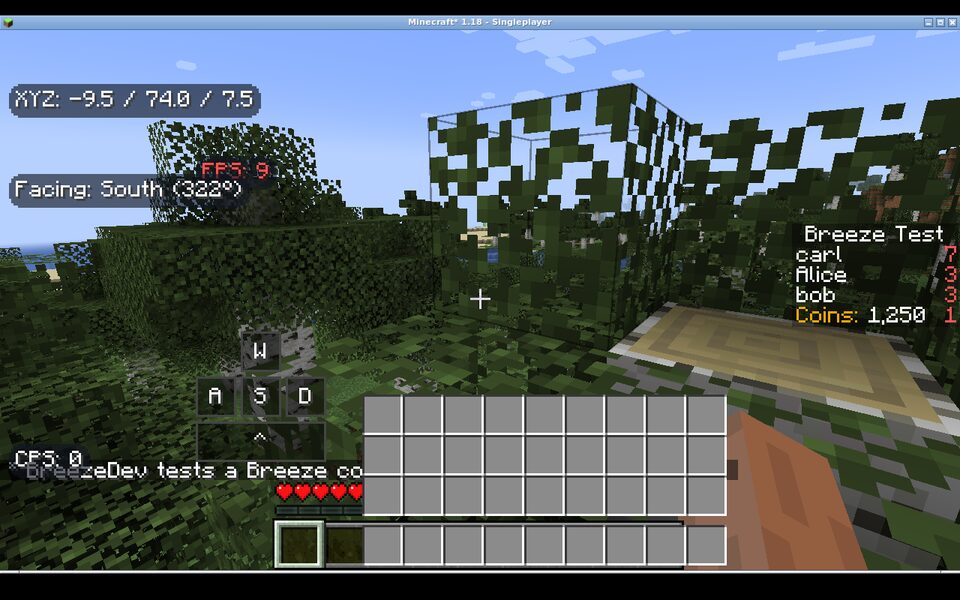 Minecraft* 1.18 - Singleplayer
XYZ: -9.5 / 74.0 / 7.5
FPS: 9
Facing: South (322°)
Breeze Test
carl 7
Alice 3
bob 3
Coins: 1,250 1
W
A S D
^
CPS: 0
BreezeDev tests a Breeze co